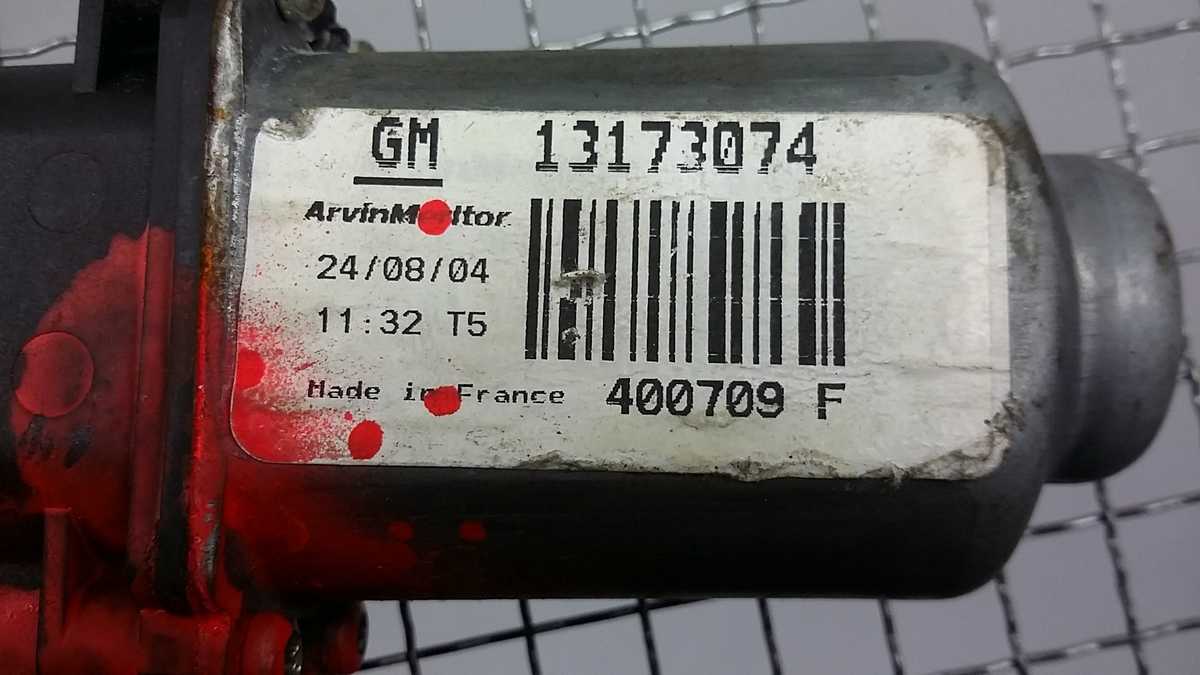 GM 13173074
ArvinMeritor
24/08/04
11:32 T5
Made in France 400709 F